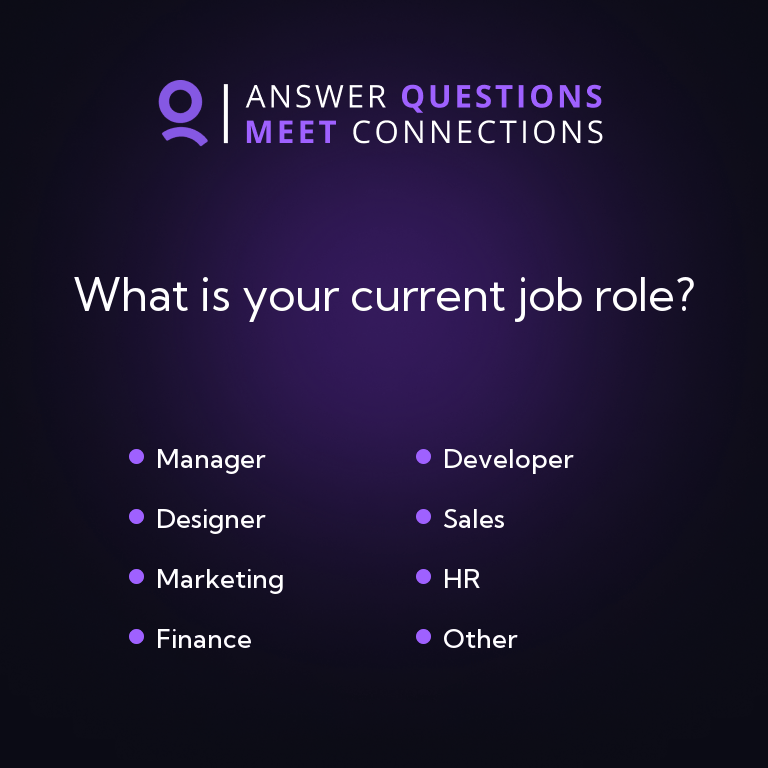 ANSWER QUESTIONS
MEET CONNECTIONS
What is your current job role?
Manager
Designer
Marketing
Finance
Developer
Sales
HR
Other